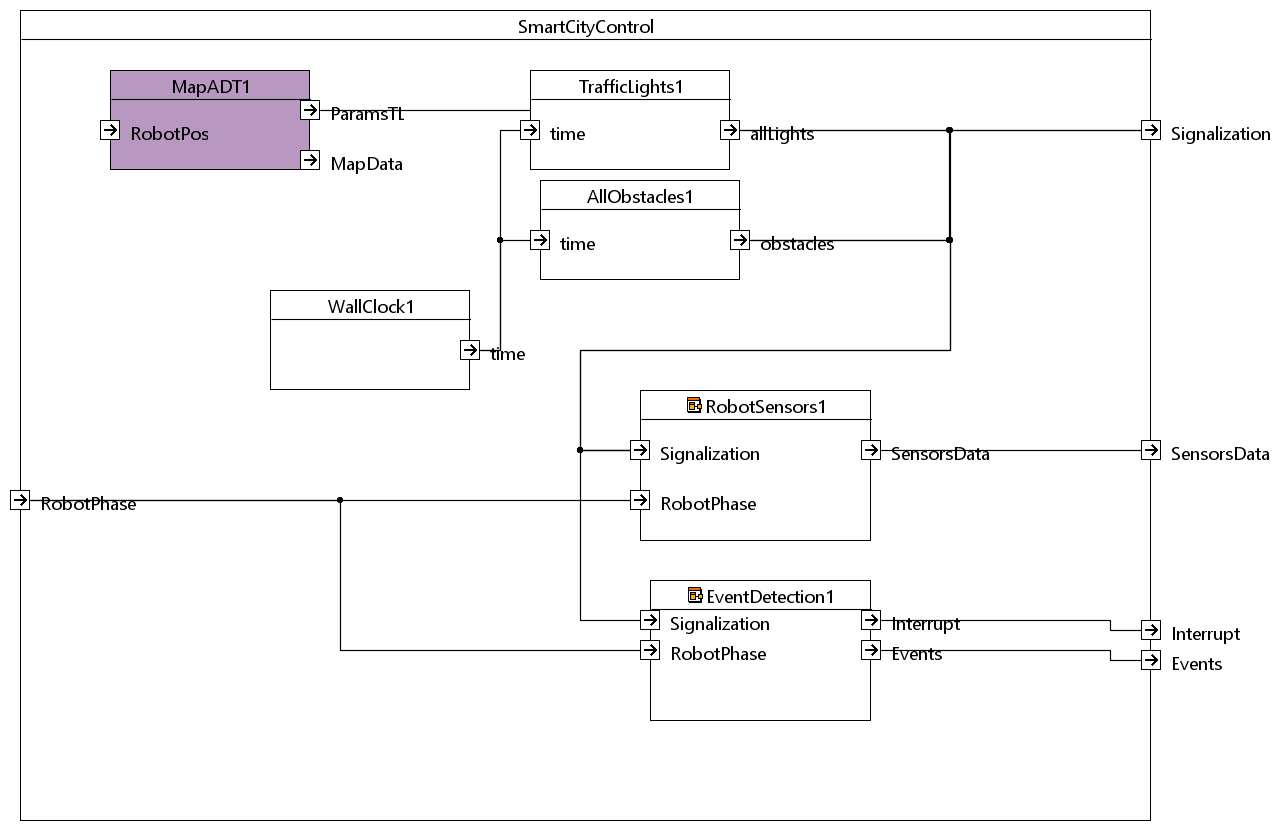 SmartCityControl
MapADT1
TrafficLights1
ParamsTL
RobotPos
time
allLights
Signalization
MapData
AllObstacles1
time
obstacles
WallClock1
time
RobotSensors1
Signalization
SensorsData
SensorsData
RobotPhase
RobotPhase
EventDetection1
Signalization
Interrupt
Interrupt
RobotPhase
Events
Events